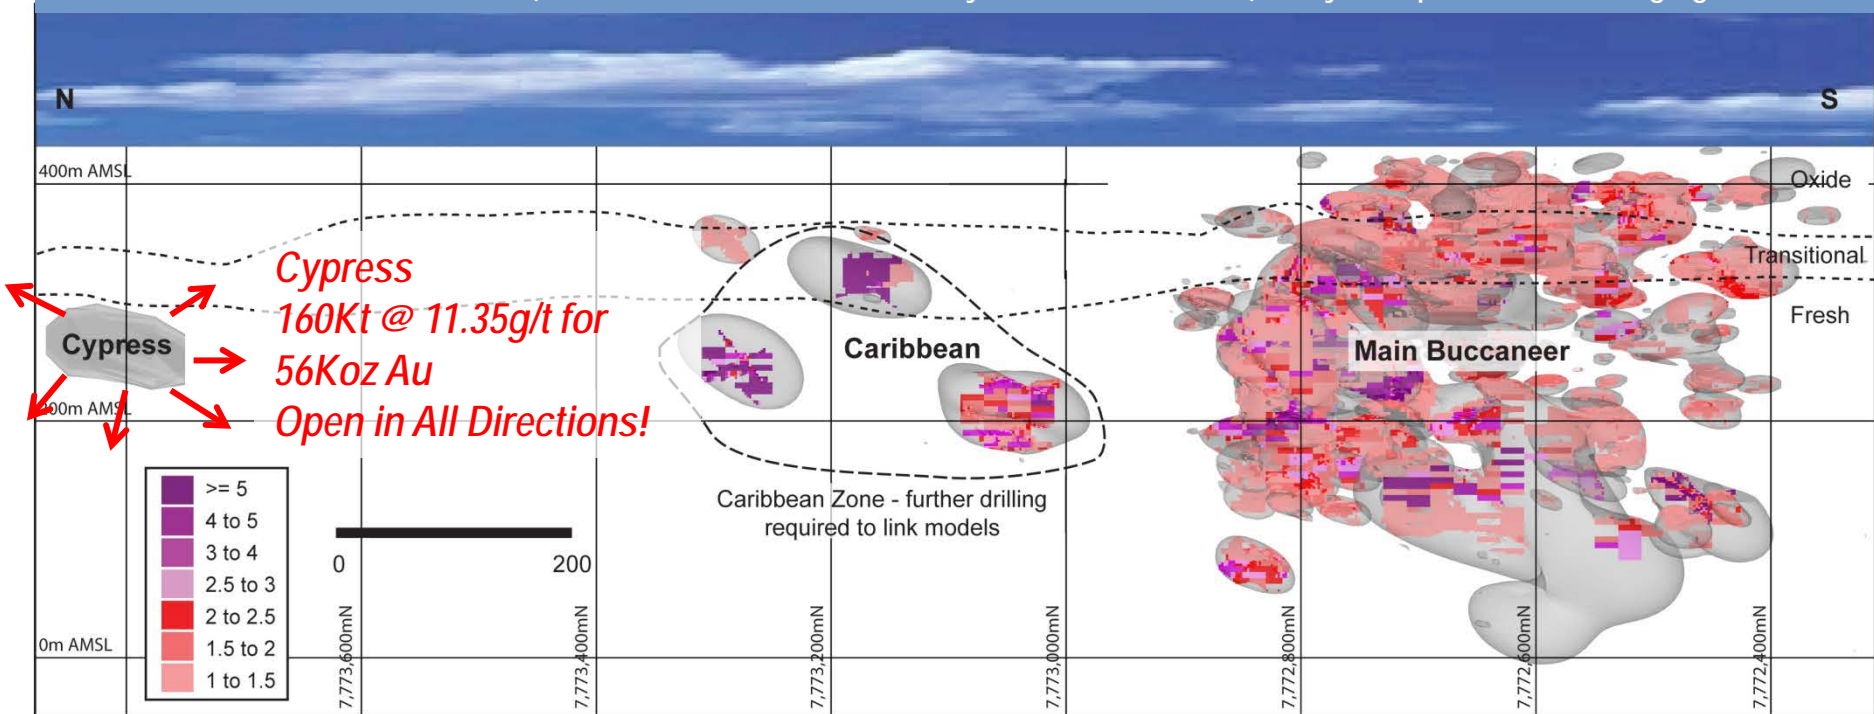 N
S
400m AMSL
Oxide
Transitional
Fresh
Cypress
160Kt @ 11.35g/t for
56Koz Au
Open in All Directions!
Cypress
Caribbean
Main Buccaneer
200m AMSL
Caribbean Zone - further drilling
required to link models
>= 5
4 to 5
3 to 4
2.5 to 3
2 to 2.5
1.5 to 2
1 to 1.5
0
200
0m AMSL
7,773,600mN
7,773,400mN
7,773,200mN
7,773,000mN
7,772,800mN
7,772,600mN
7,772,400mN